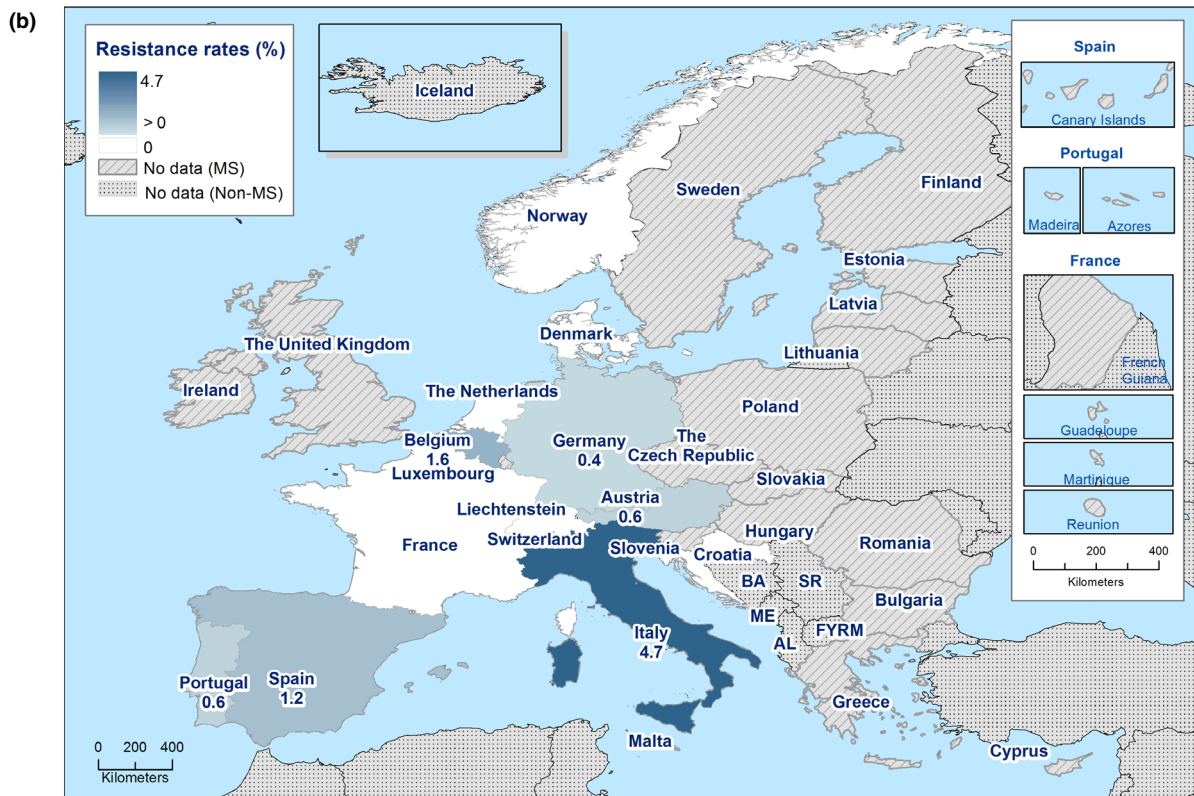 (b)
Resistance rates (%)
4.7
> 0
0
No data (MS)
No data (Non-MS)
Iceland
Norway
Sweden
Finland
Estonia
Latvia
Lithuania
Denmark
The United Kingdom
Ireland
The Netherlands
Belgium
1.6
Luxembourg
Germany
0.4
Poland
The
Czech Republic
Slovakia
Austria
0.6
Liechtenstein
Switzerland
France
Hungary
Slovenia
Croatia
Romania
BA
SR
Bulgaria
ME
FYRM
AL
Italy
4.7
Portugal
0.6
Spain
1.2
Greece
Malta
Cyprus
0 200 400
Kilometers
Spain
Canary Islands
Portugal
Madeira
Azores
France
French
Guiana
Guadeloupe
Martinique
Reunion
0 200 400
Kilometers